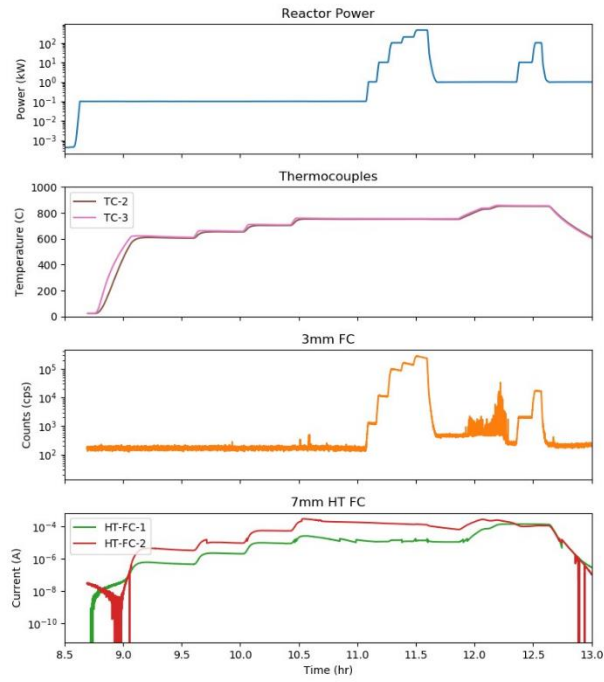 Reactor Power
Power (kW)
10²
10¹
10⁰
10⁻¹
10⁻²
10⁻³
Thermocouples
Temperature (C)
1000
800
600
400
200
0
TC-2
TC-3
3mm FC
Counts (cps)
10⁵
10⁴
10³
10²
7mm HT FC
Current (A)
10⁻⁴
10⁻⁶
10⁻⁸
10⁻¹⁰
HT-FC-1
HT-FC-2
8.5 9.0 9.5 10.0 10.5 11.0 11.5 12.0 12.5 13.0
Time (hr)